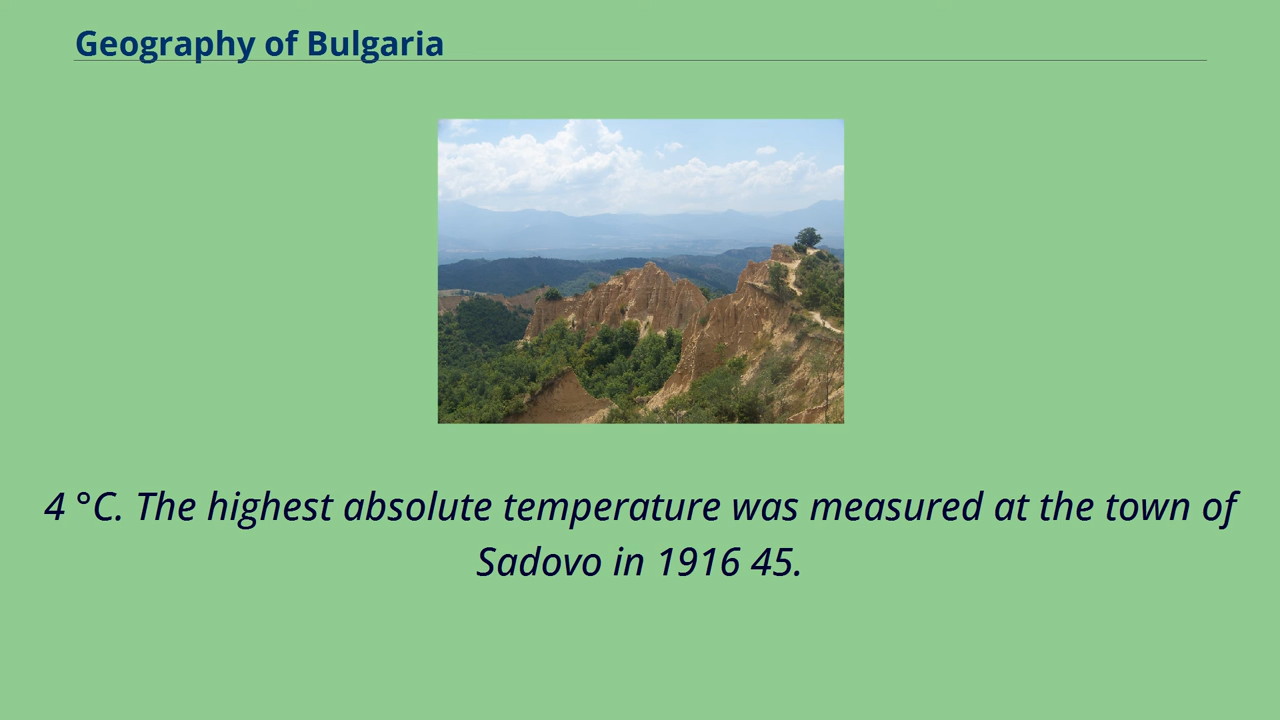 Geography of Bulgaria
4 °C. The highest absolute temperature was measured at the town of
Sadovo in 1916 45.